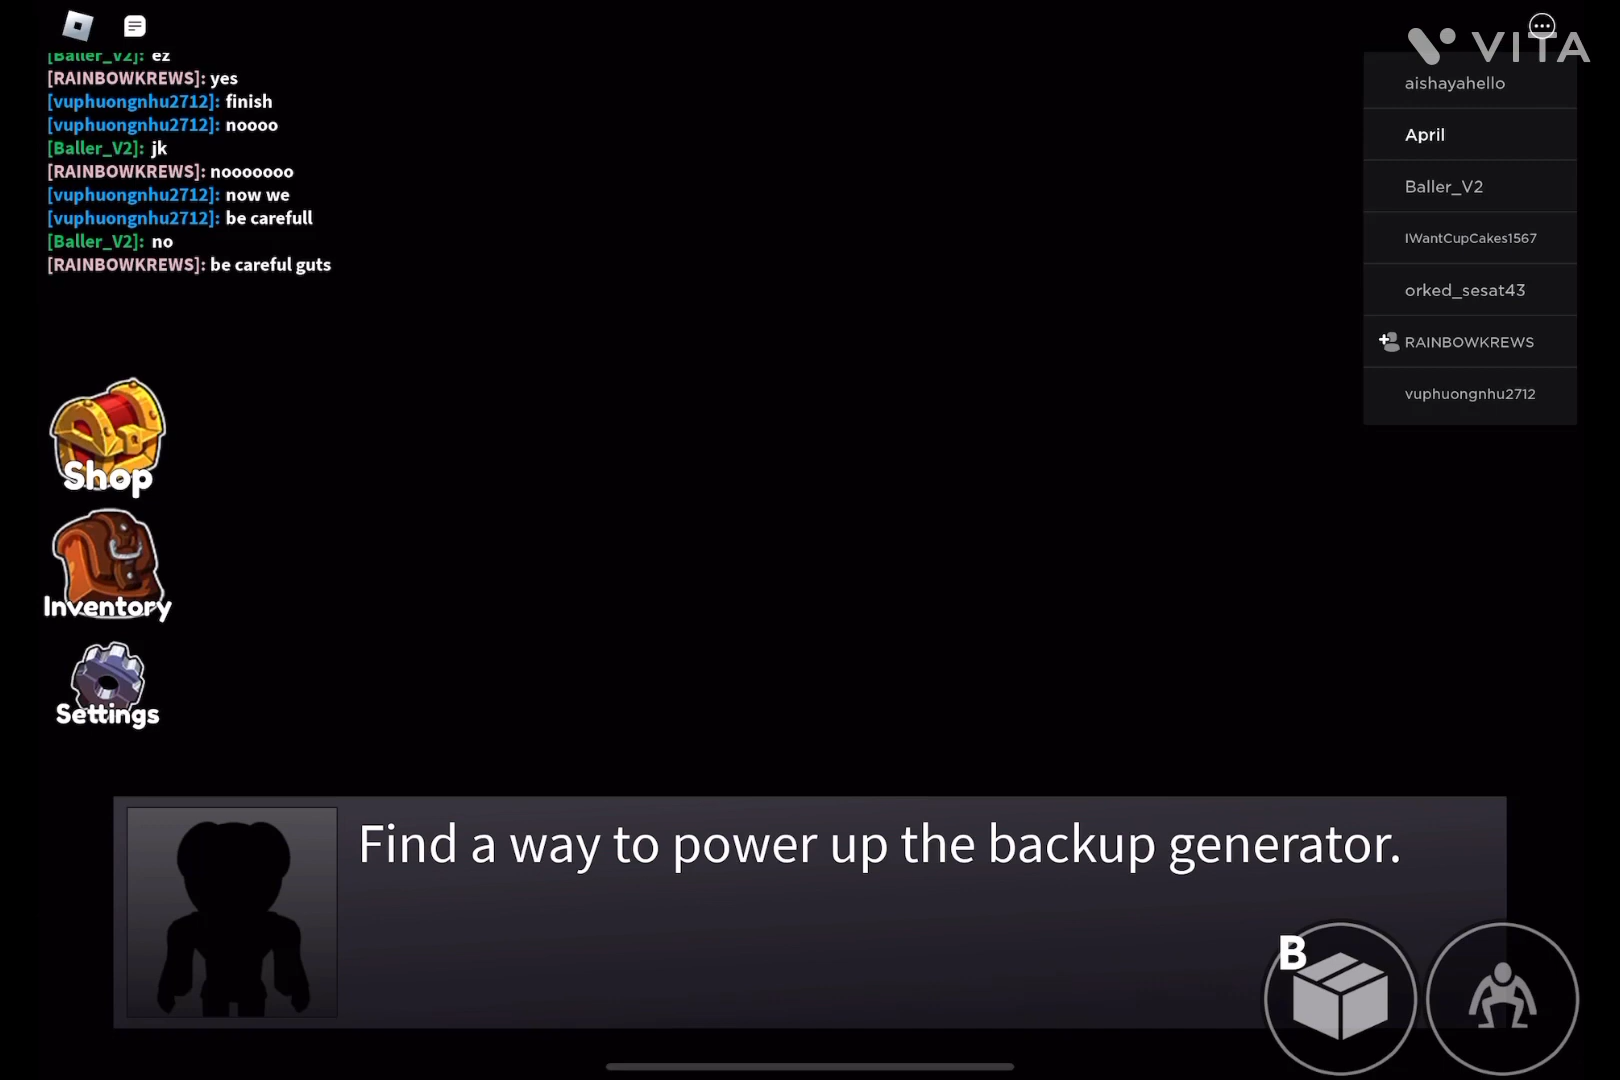 [Baller_V2]: ez
[RAINBOWKREWS]: yes
[vuphuongnhu2712]: finish
[vuphuongnhu2712]: noooo
[Baller_V2]: jk
[RAINBOWKREWS]: nooooooo
[vuphuongnhu2712]: now we
[vuphuongnhu2712]: be carefull
[Baller_V2]: no
[RAINBOWKREWS]: be careful guts
VITA
aishayahello
April
Baller_V2
IWantCupCakes1567
orked_sesat43
RAINBOWKREWS
vuphuongnhu2712
Shop
Inventory
Settings
Find a way to power up the backup generator.
B